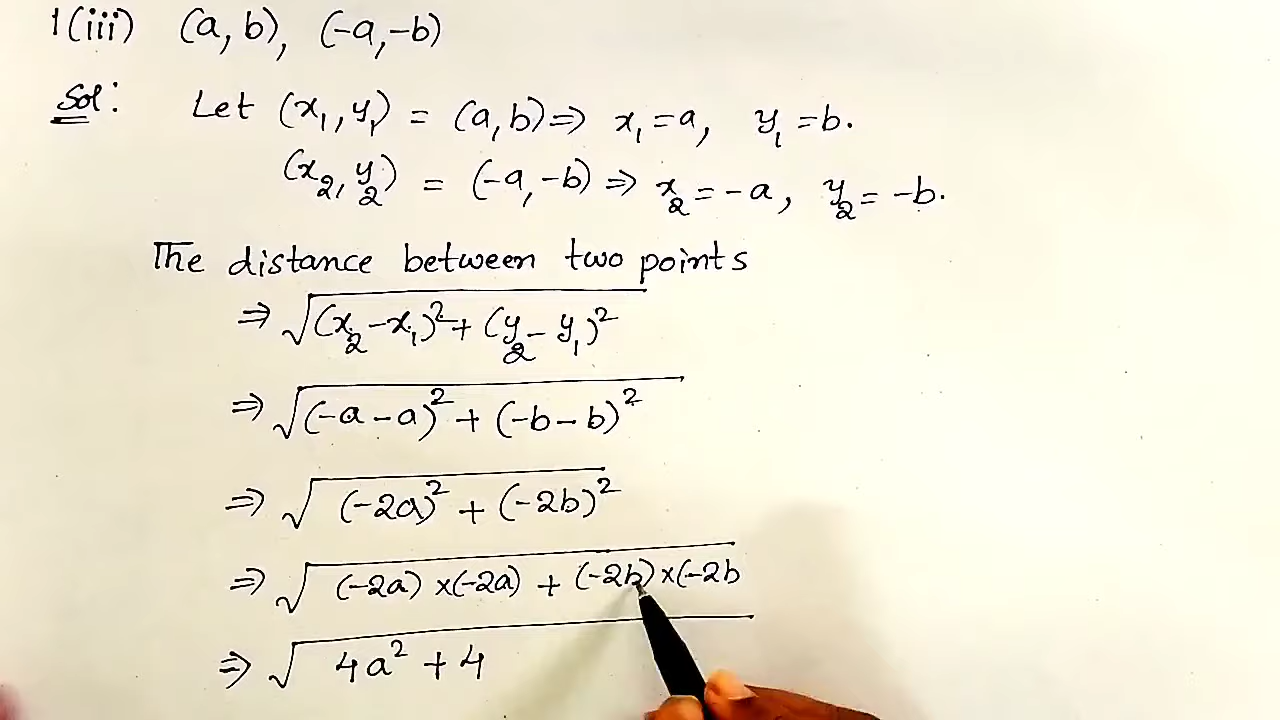 1(iii) (a, b), (-a, -b)
Sol: Let (x₁, y₁) = (a, b) ⇒ x₁ = a, y₁ = b.
(x₂, y₂) = (-a, -b) ⇒ x₂ = -a, y₂ = -b.
The distance between two points
⇒ √((x₂ - x₁)² + (y₂ - y₁)²)
⇒ √((-a - a)² + (-b - b)²)
⇒ √((-2a)² + (-2b)²)
⇒ √((-2a) × (-2a) + (-2b) × (-2b
⇒ √(4a² + 4